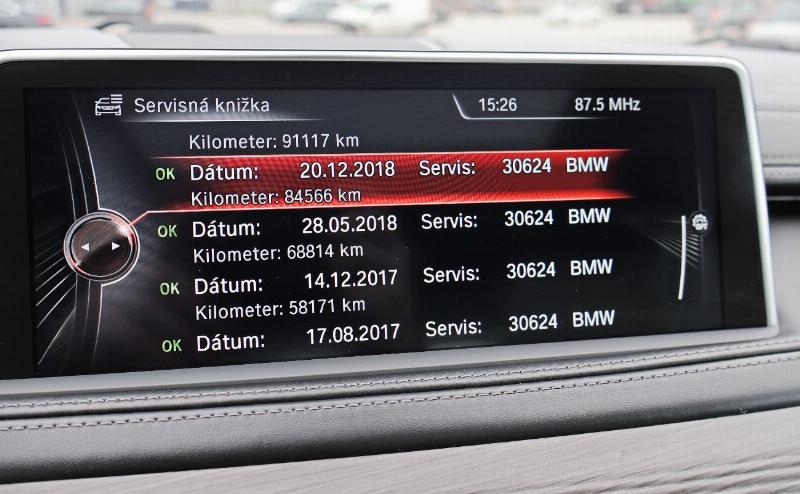 Servisná knižka 15:26 87.5 MHz
Kilometer: 91117 km
OK Dátum: 20.12.2018 Servis: 30624 BMW
Kilometer: 84566 km
OK Dátum: 28.05.2018 Servis: 30624 BMW
Kilometer: 68814 km
OK Dátum: 14.12.2017 Servis: 30624 BMW
Kilometer: 58171 km
OK Dátum: 17.08.2017 Servis: 30624 BMW